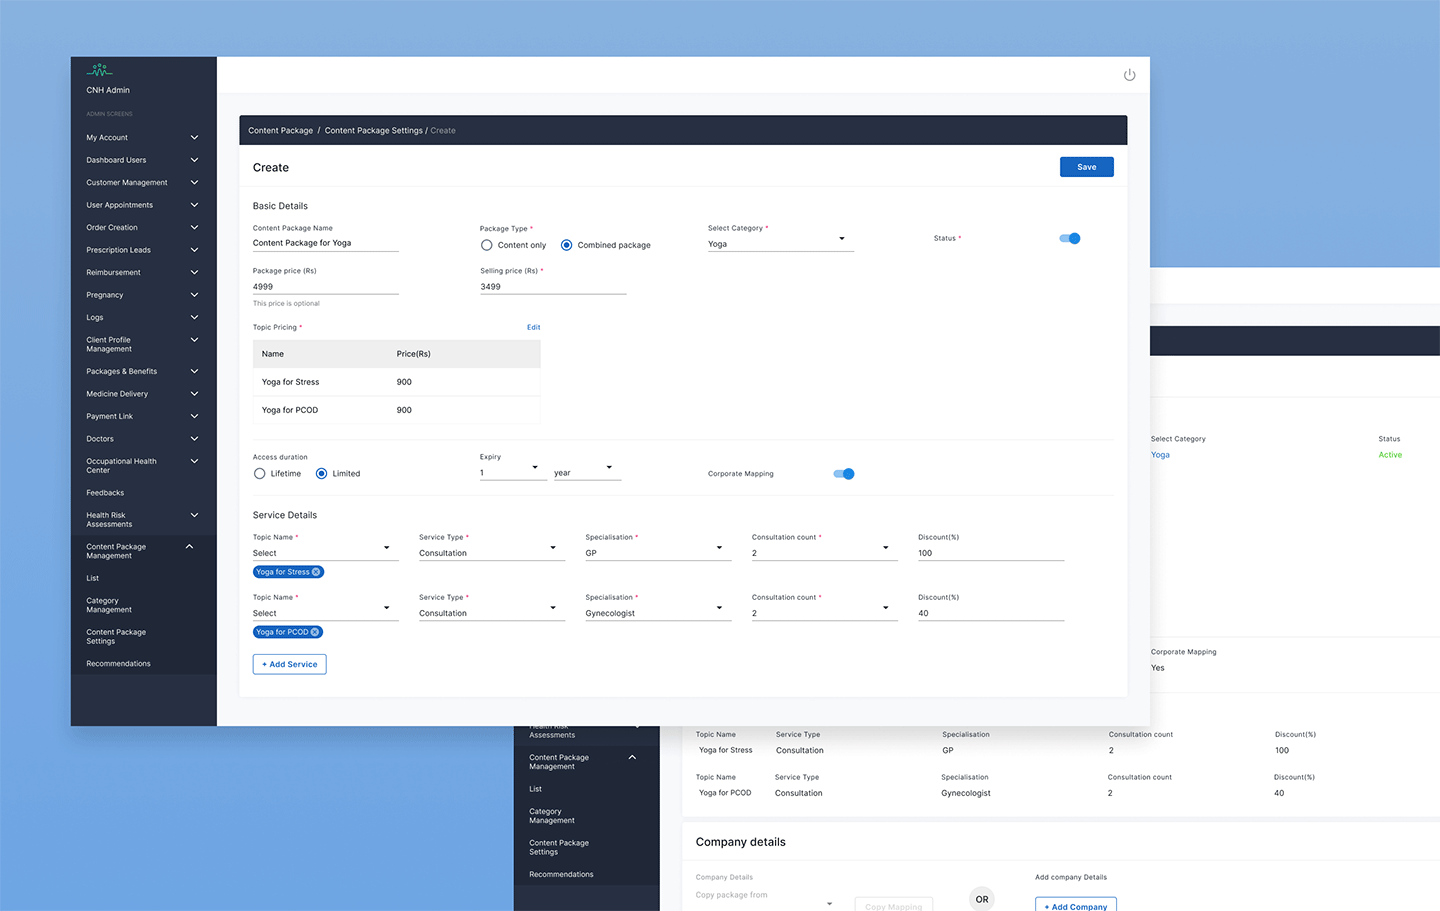 CNH Admin
ADMIN SCREENS
My Account
Dashboard Users
Customer Management
User Appointments
Order Creation
Prescription Leads
Reimbursement
Pregnancy
Logs
Client Profile
Management
Packages & Benefits
Medicine Delivery
Payment Link
Doctors
Occupational Health
Center
Feedbacks
Health Risk
Assessments
Content Package
Management
List
Category
Management
Content Package
Settings
Recommendations
Content Package / Content Package Settings / Create
Create
Save
Basic Details
Content Package Name
Content Package for Yoga
Package Type *
Content only
Combined package
Select Category *
Yoga
Status *
Package price (Rs)
4999
This price is optional
Selling price (Rs) *
3499
Topic Pricing *
Edit
Name Price(Rs)
Yoga for Stress 900
Yoga for PCOD 900
Access duration
Lifetime
Limited
Expiry
1 year
Corporate Mapping
Service Details
Topic Name * Service Type * Specialisation * Consultation count * Discount(%)
Select Consultation GP 2 100
Yoga for Stress
Topic Name * Service Type * Specialisation * Consultation count * Discount(%)
Select Consultation Gynecologist 2 40
Yoga for PCOD
+ Add Service
Select Category Status
Yoga Active
Corporate Mapping
Yes
Health Risk
Assessments
Content Package
Management
List
Category
Management
Content Package
Settings
Recommendations
Topic Name Service Type Specialisation Consultation count Discount(%)
Yoga for Stress Consultation GP 2 100
Topic Name Service Type Specialisation Consultation count Discount(%)
Yoga for PCOD Consultation Gynecologist 2 40
Company details
Company Details
Copy package from
Copy Mapping
OR
Add company Details
+ Add Company